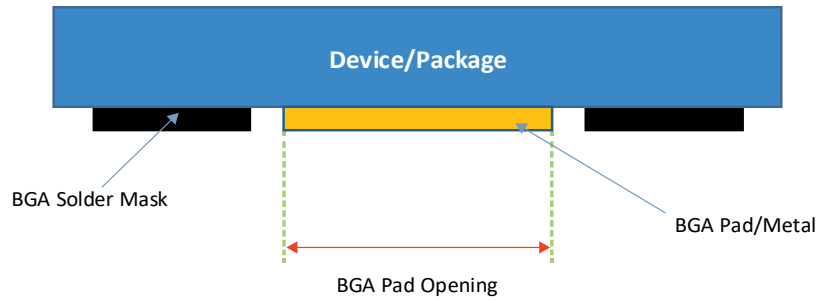 Device/Package
BGA Solder Mask
BGA Pad/Metal
BGA Pad Opening